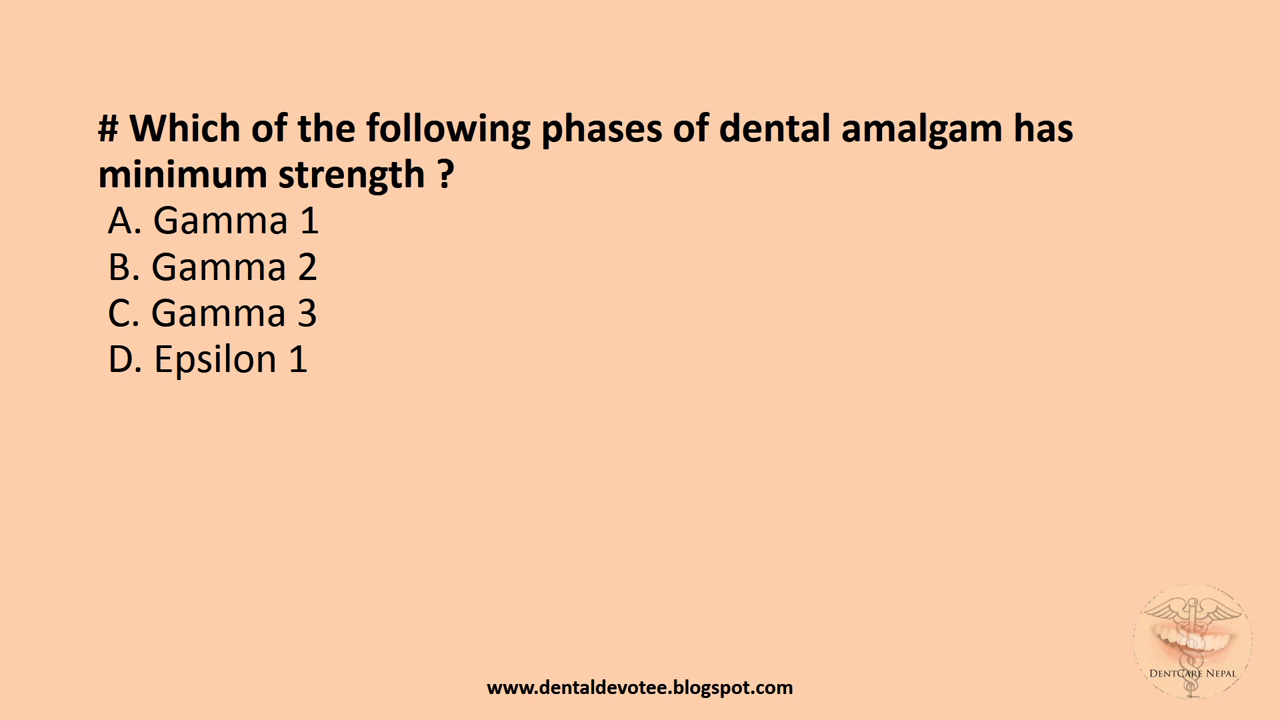 # Which of the following phases of dental amalgam has
minimum strength ?
A. Gamma 1
B. Gamma 2
C. Gamma 3
D. Epsilon 1
DentCare Nepal
www.dentaldevotee.blogspot.com